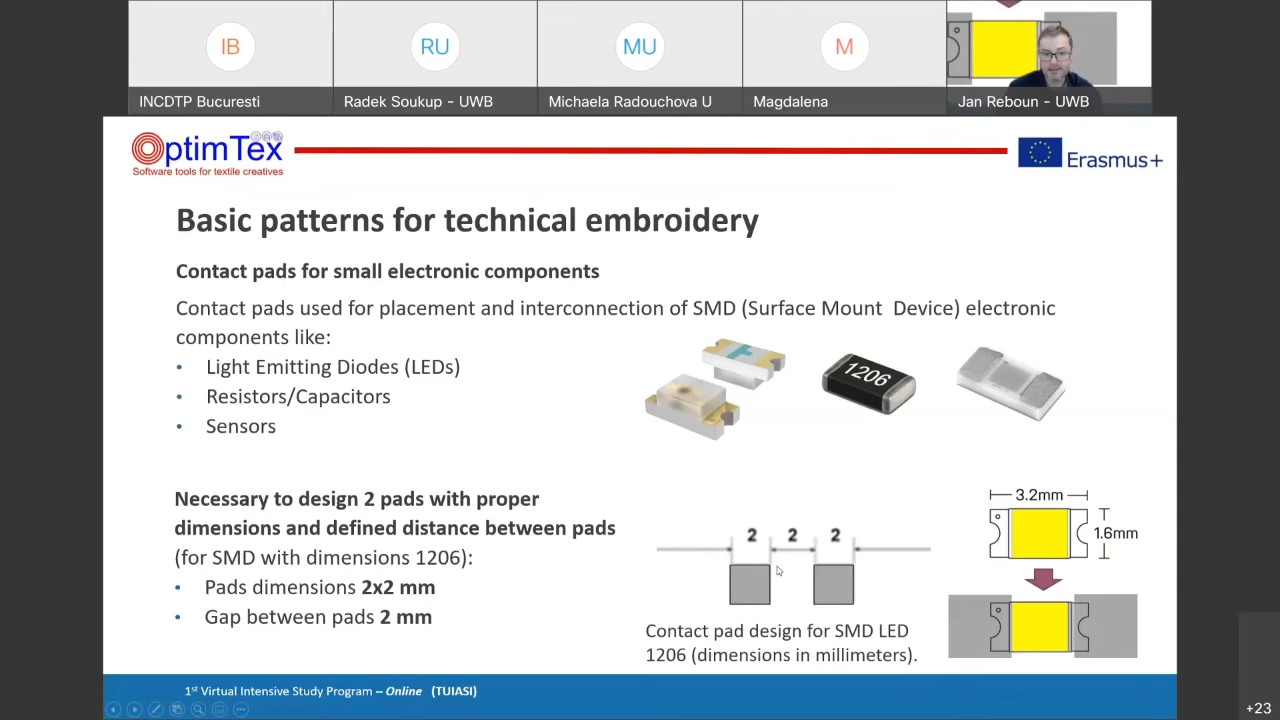 IB
RU
MU
M
INCDTP Bucuresti
Radek Soukup - UWB
Michaela Radouchova U
Magdalena
Jan Reboun - UWB
OptimTex
Software tools for textile creatives
Erasmus+
Basic patterns for technical embroidery
Contact pads for small electronic components
Contact pads used for placement and interconnection of SMD (Surface Mount Device) electronic
components like:
• Light Emitting Diodes (LEDs)
• Resistors/Capacitors
• Sensors
1206
Necessary to design 2 pads with proper
dimensions and defined distance between pads
(for SMD with dimensions 1206):
• Pads dimensions 2x2 mm
• Gap between pads 2 mm
2 2 2
Contact pad design for SMD LED
1206 (dimensions in millimeters).
3.2mm
1.6mm
1st Virtual Intensive Study Program – Online (TUIASI)
+23